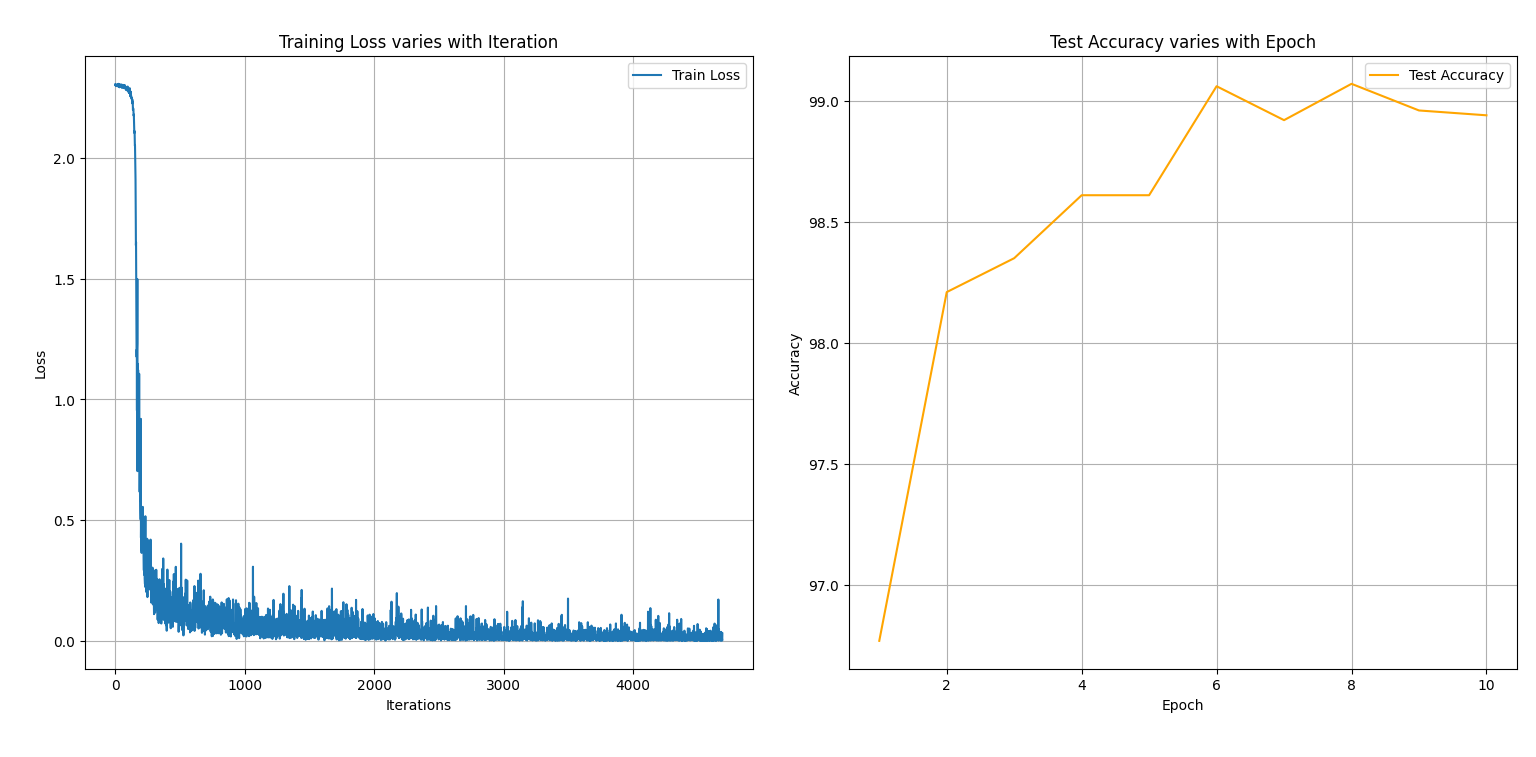 Training Loss varies with Iteration
Train Loss
2.0
1.5
1.0
0.5
0.0
Loss
0
1000
2000
3000
4000
Iterations
Test Accuracy varies with Epoch
Test Accuracy
99.0
98.5
98.0
97.5
97.0
Accuracy
2
4
6
8
10
Epoch